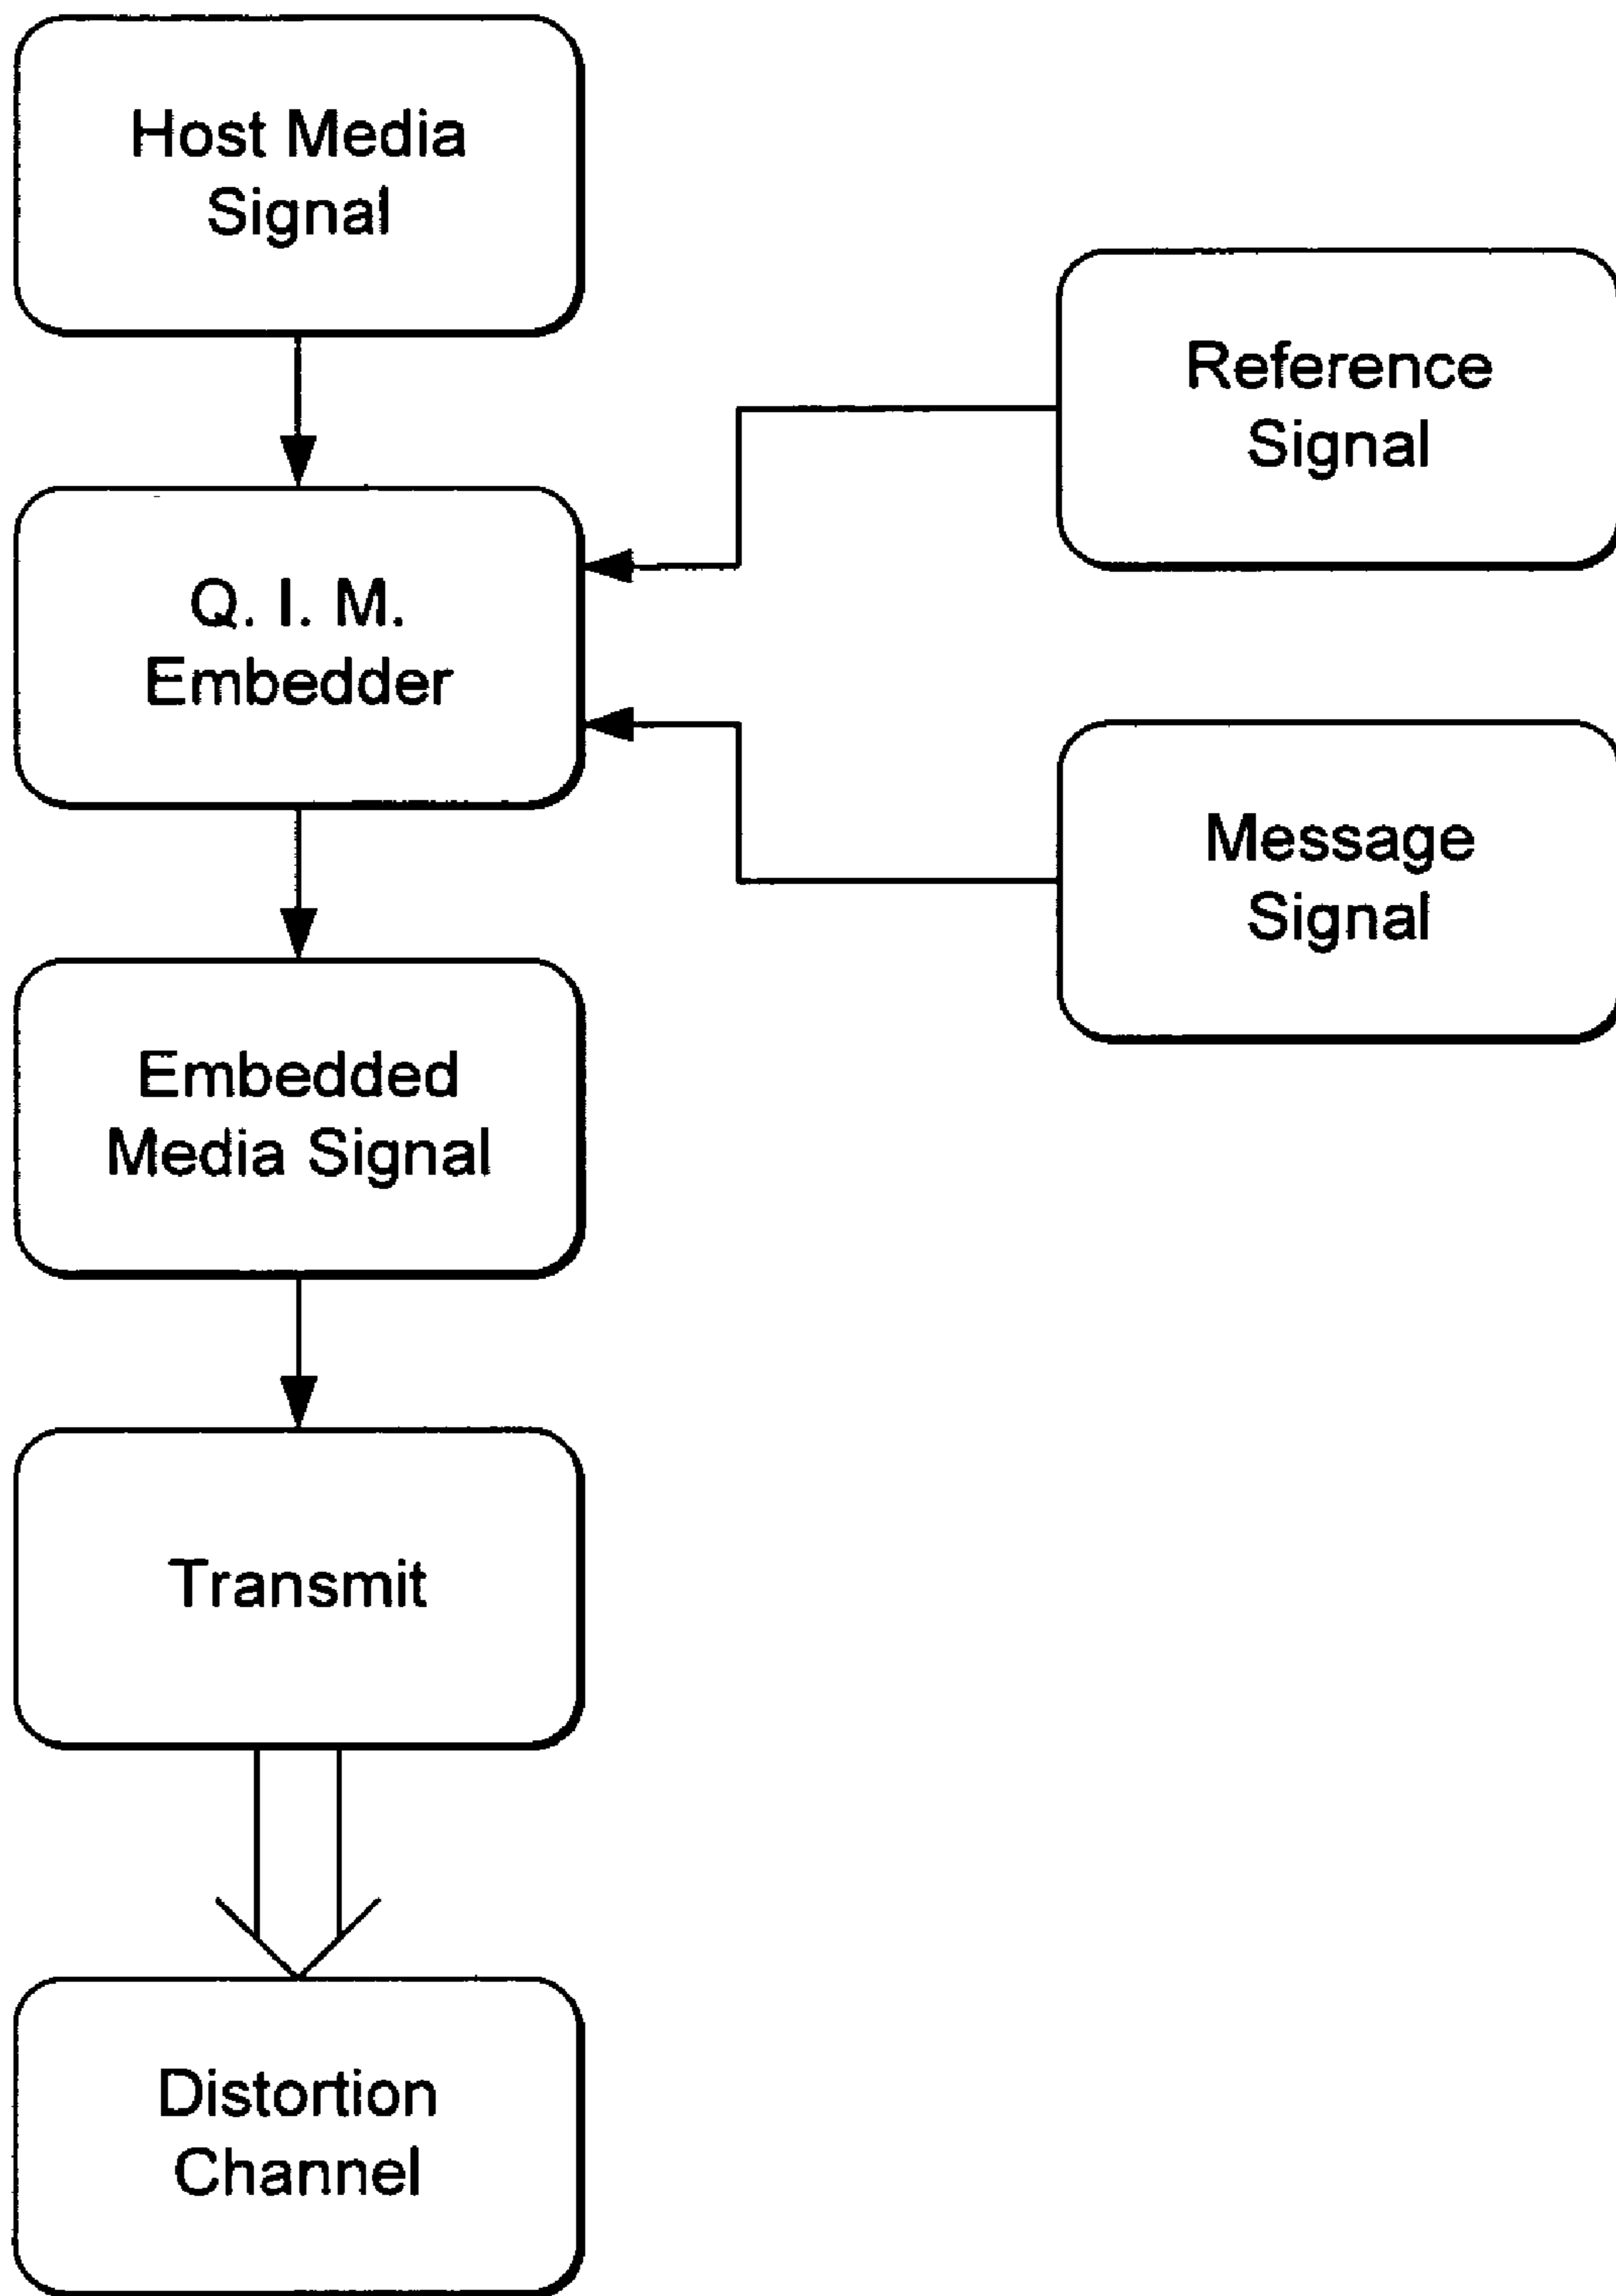 Host Media
Signal
Reference
Signal
Q. I. M.
Embedder
Message
Signal
Embedded
Media Signal
Transmit
Distortion
Channel